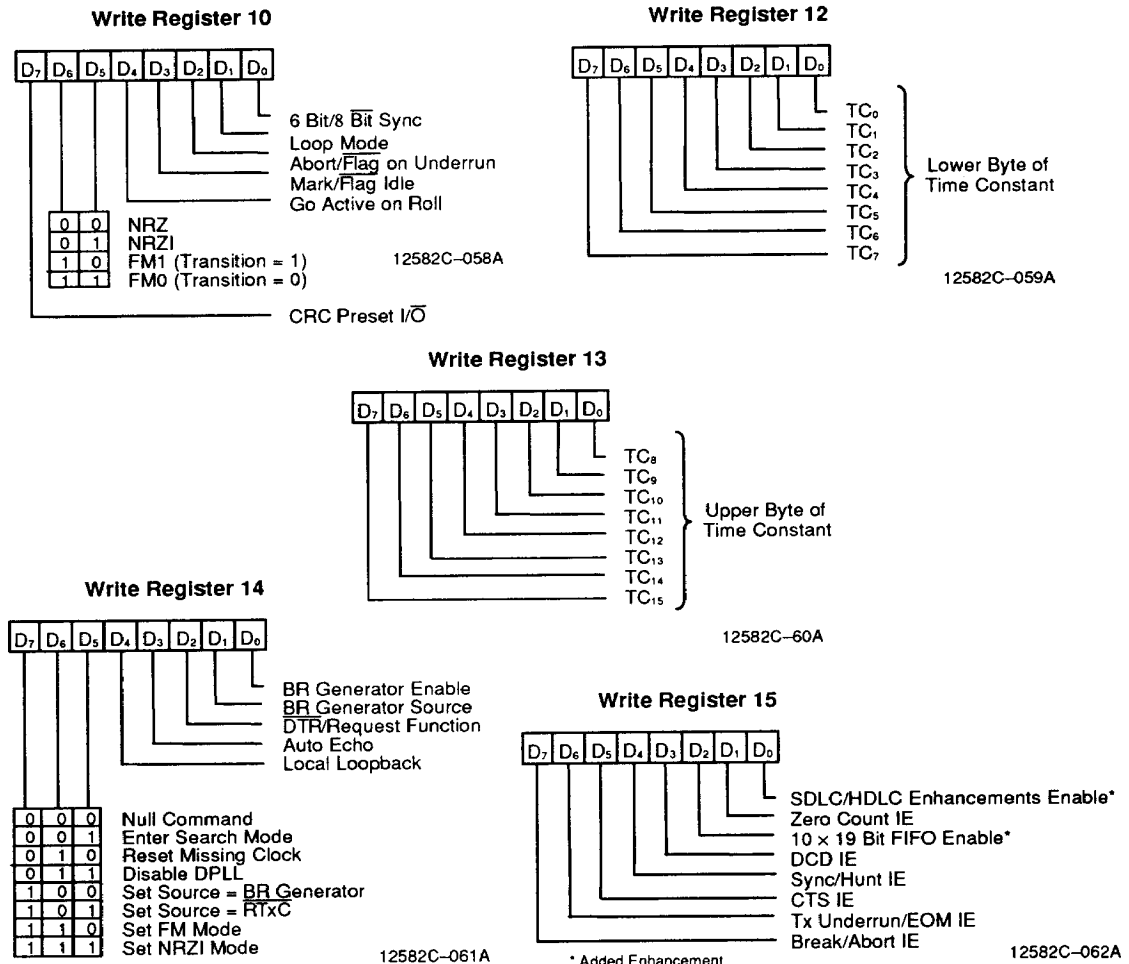 Write Register 10
D7 D6 D5 D4 D3 D2 D1 D0
6 Bit/8 B̅i̅t̅ Sync
Loop Mode
Abort/F̅l̅a̅g̅ on Underrun
Mark/F̅l̅a̅g̅ Idle
Go Active on Roll
0 0 NRZ
0 1 NRZI
1 0 FM1 (Transition = 1)
1 1 FM0 (Transition = 0)
CRC Preset I/O̅
12582C–058A
Write Register 12
D7 D6 D5 D4 D3 D2 D1 D0
TC0
TC1
TC2
TC3
TC4
TC5
TC6
TC7
Lower Byte of
Time Constant
12582C–059A
Write Register 13
D7 D6 D5 D4 D3 D2 D1 D0
TC8
TC9
TC10
TC11
TC12
TC13
TC14
TC15
Upper Byte of
Time Constant
12582C–60A
Write Register 14
D7 D6 D5 D4 D3 D2 D1 D0
BR Generator Enable
BR Generator Source
D̅T̅R̅/Request Function
Auto Echo
Local Loopback
0 0 0 Null Command
0 0 1 Enter Search Mode
0 1 0 Reset Missing Clock
0 1 1 Disable DPLL
1 0 0 Set Source = BR Generator
1 0 1 Set Source = R̅T̅x̅C̅
1 1 0 Set FM Mode
1 1 1 Set NRZI Mode
12582C–061A
Write Register 15
D7 D6 D5 D4 D3 D2 D1 D0
SDLC/HDLC Enhancements Enable*
Zero Count IE
10 × 19 Bit FIFO Enable*
DCD IE
Sync/Hunt IE
CTS IE
Tx Underrun/EOM IE
Break/Abort IE
* Added Enhancement
12582C–062A